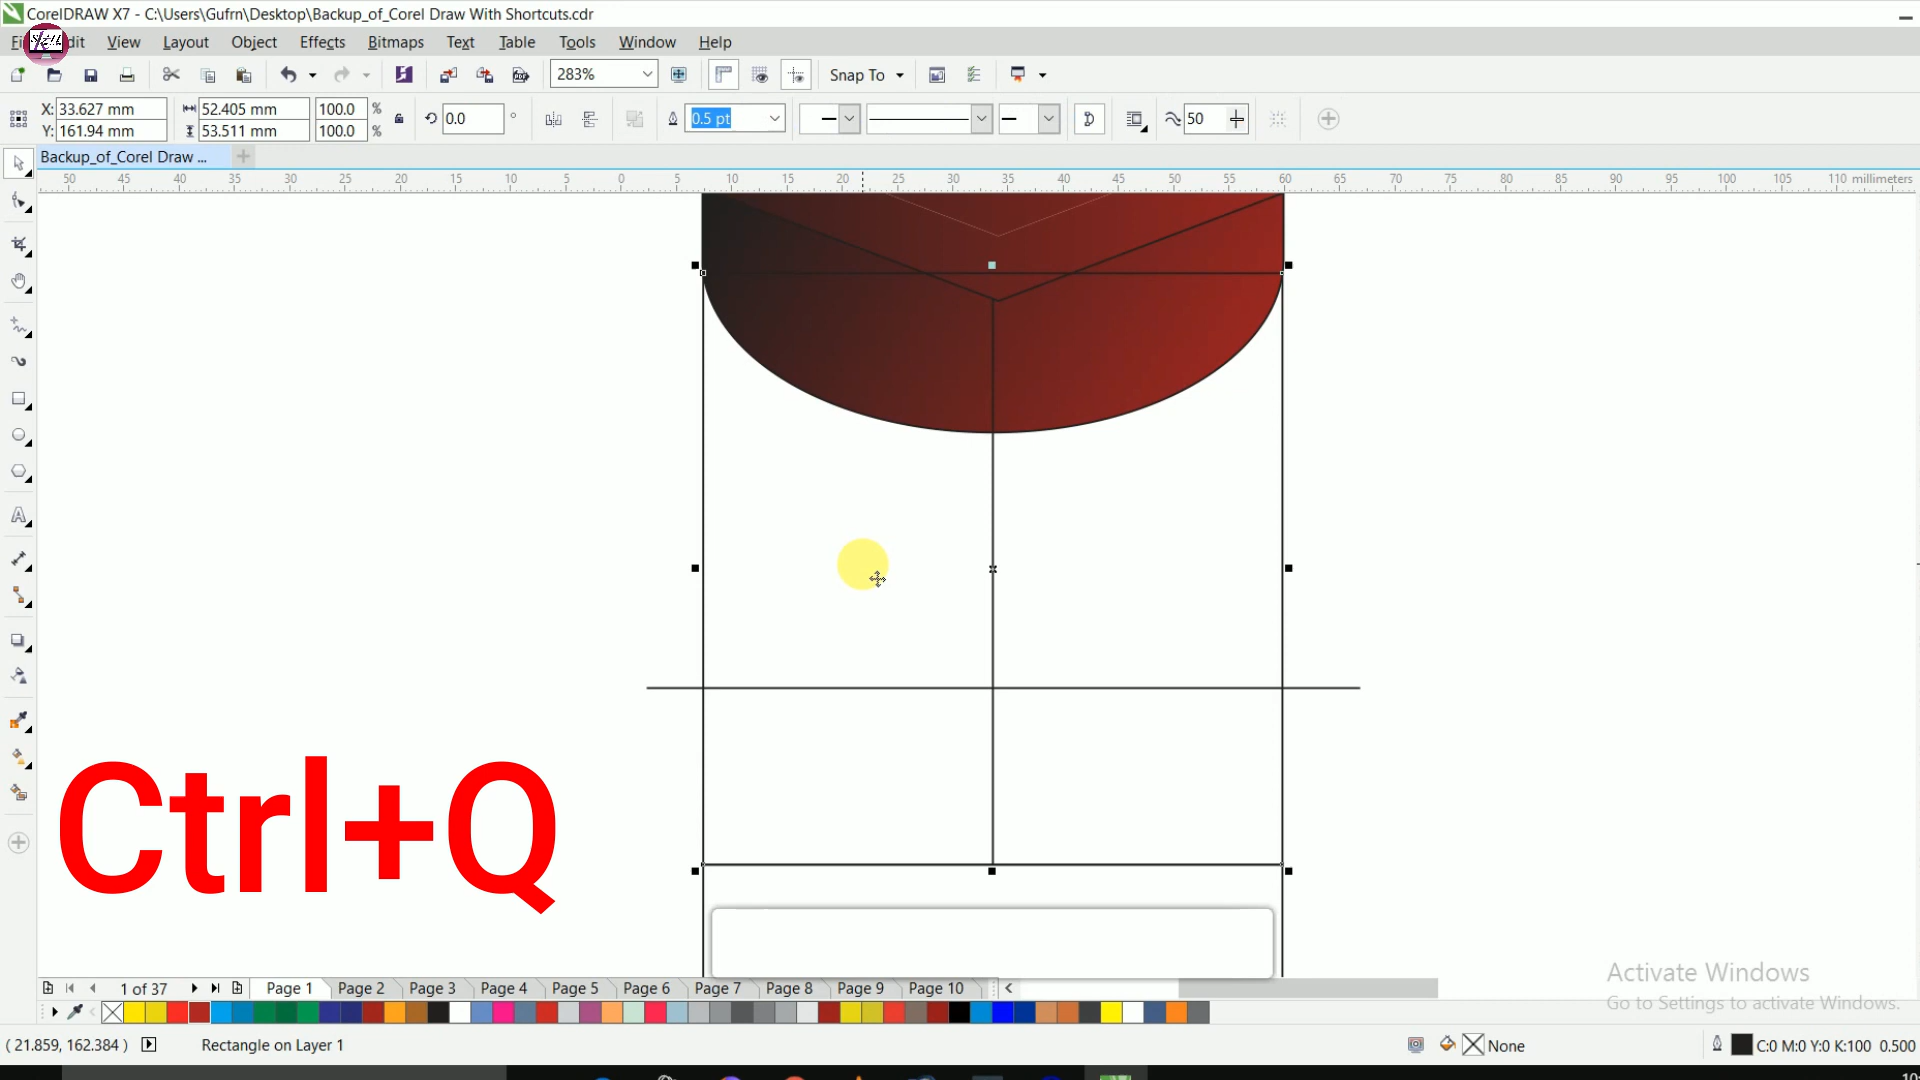 CorelDRAW X7 - C:\Users\Gufrn\Desktop\Backup_of_Corel Draw With Shortcuts.cdr
View Layout Object Effects Bitmaps Text Table Tools Window Help
283% Snap To
X: 33.627 mm 52.405 mm 100.0 % 0.0 ° 0.5 pt 50
Y: 161.94 mm 53.511 mm 100.0 %
Backup_of_Corel Draw ...
50 45 40 35 30 25 20 15 10 5 0 5 10 15 20 25 30 35 40 45 50 55 60 65 70 75 80 85 90 95 100 105 110 millimeters
Ctrl+Q
Activate Windows
Go to Settings to activate Windows.
1 of 37 Page 1 Page 2 Page 3 Page 4 Page 5 Page 6 Page 7 Page 8 Page 9 Page 10
( 21.859, 162.384 ) Rectangle on Layer 1 None C:0 M:0 Y:0 K:100 0.500